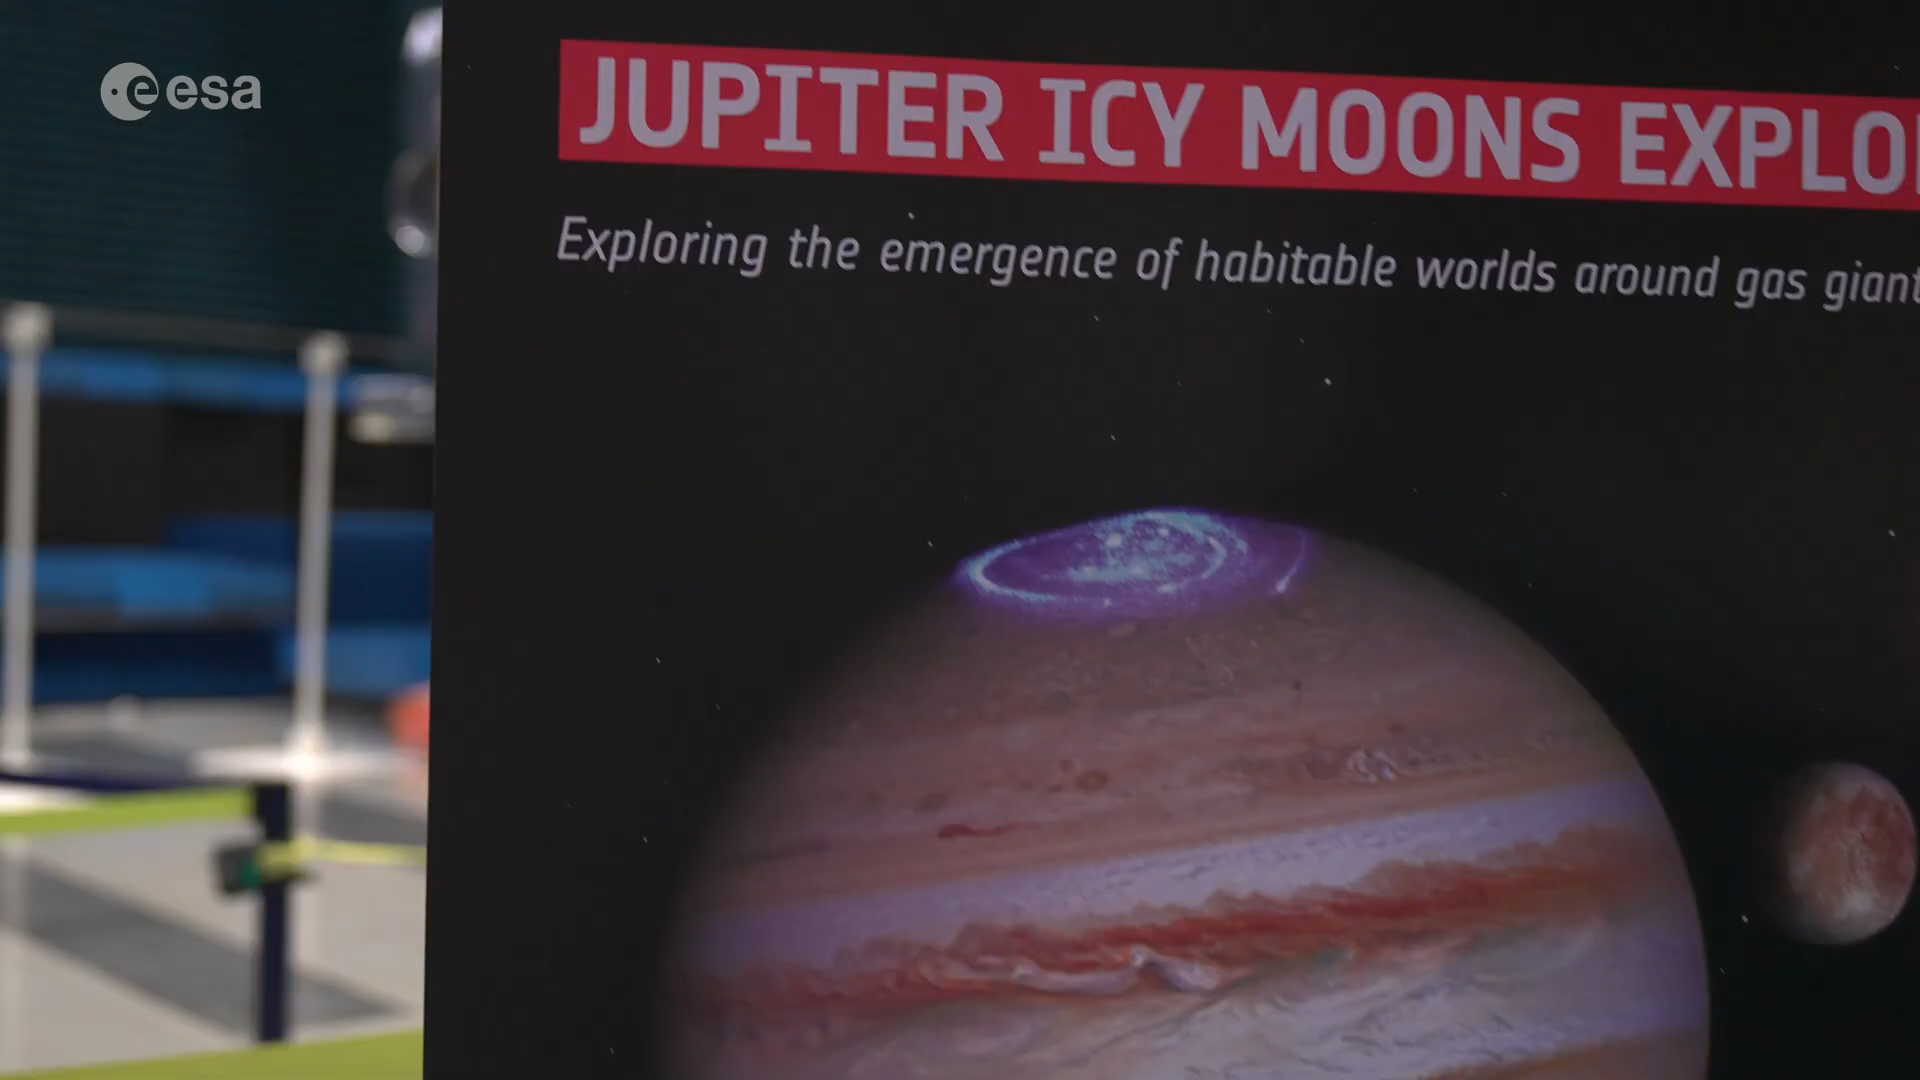 esa
JUPITER ICY MOONS EXPLO
Exploring the emergence of habitable worlds around gas giant